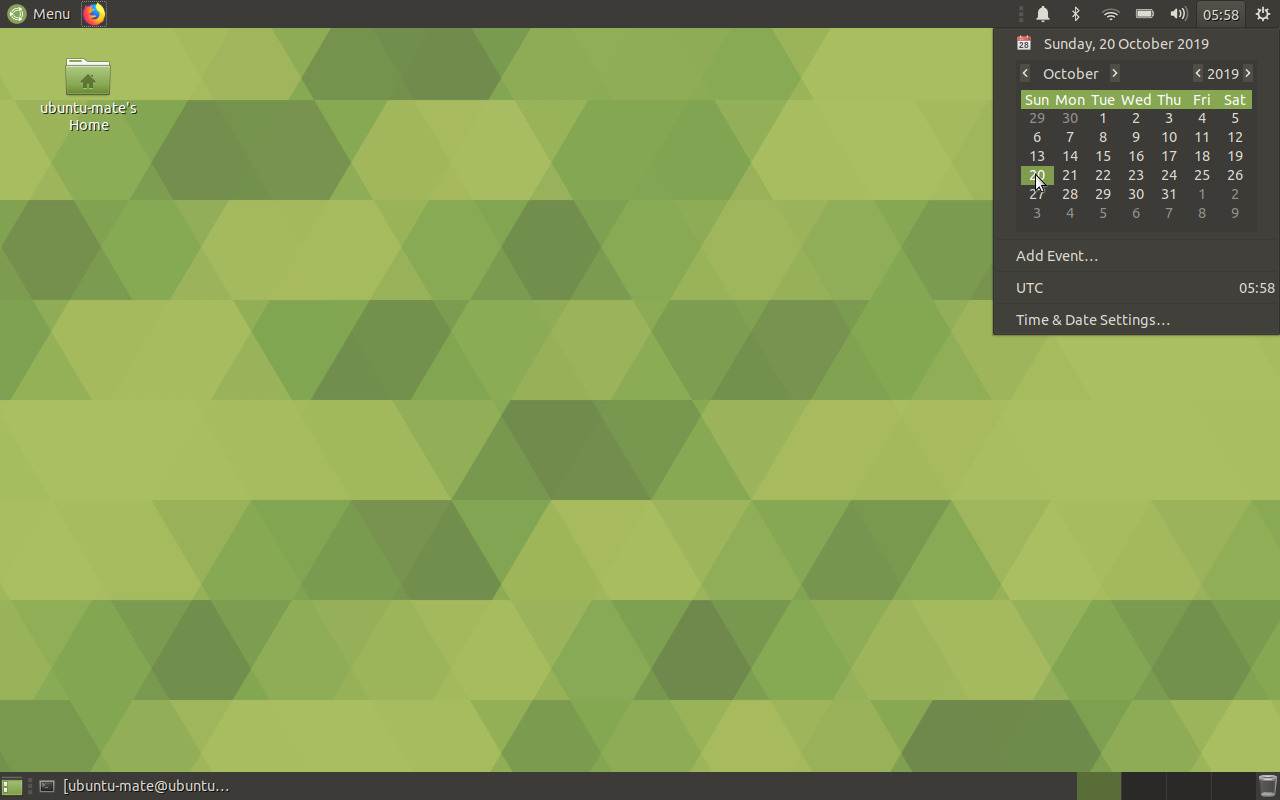 Menu
05:58
ubuntu-mate's
Home
28
Sunday, 20 October 2019
October
2019
Sun Mon Tue Wed Thu Fri Sat
29 30 1 2 3 4 5
6 7 8 9 10 11 12
13 14 15 16 17 18 19
20 21 22 23 24 25 26
27 28 29 30 31 1 2
3 4 5 6 7 8 9
Add Event…
UTC 05:58
Time & Date Settings…
[ubuntu-mate@ubuntu…